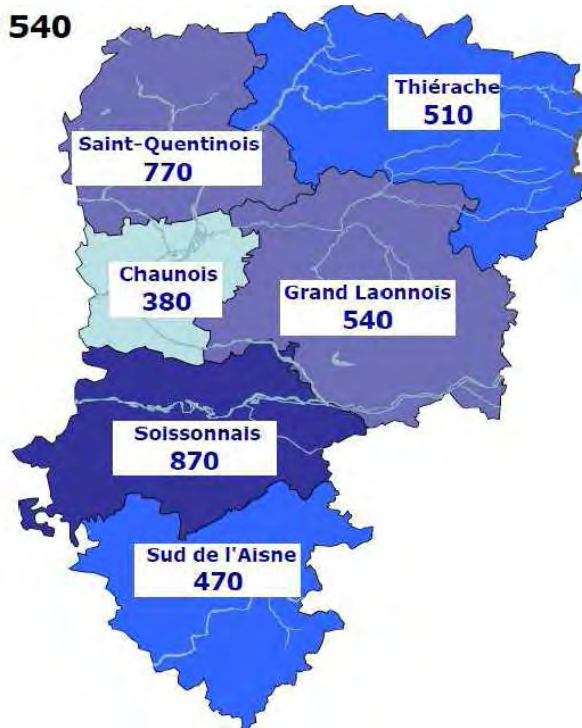 540
Thiérache
510
Saint-Quentinois
770
Chaunois
380
Grand Laonnois
540
Soissonnais
870
Sud de l'Aisne
470